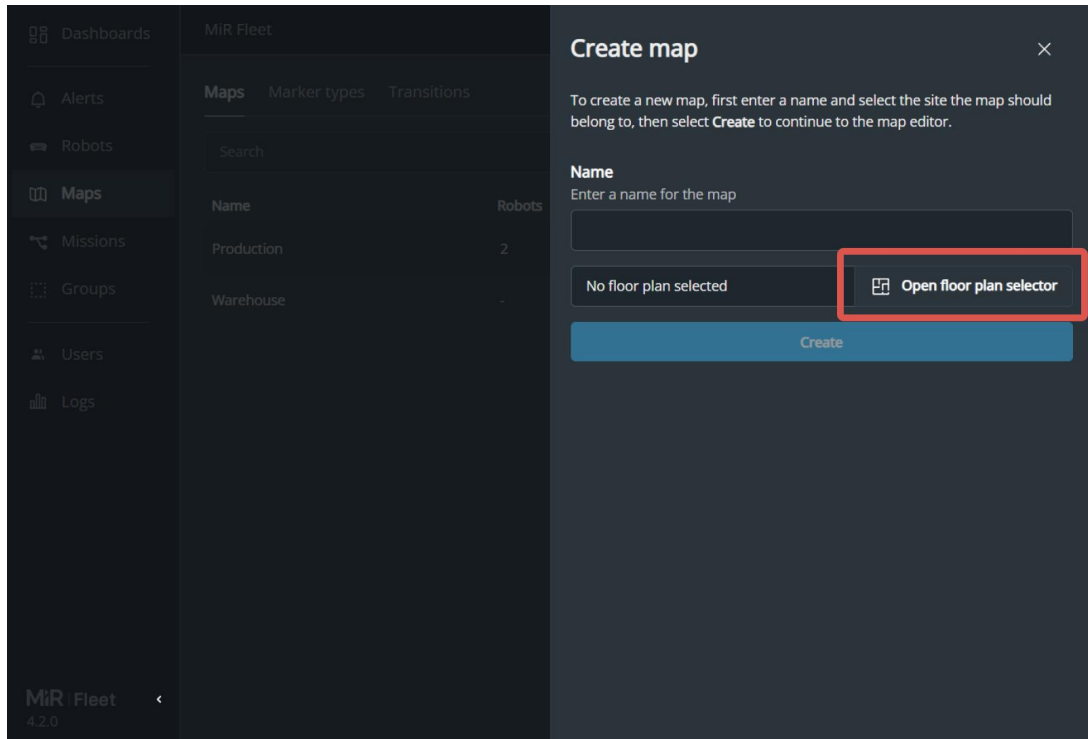 Dashboards
Alerts
Robots
Maps
Missions
Groups
Users
Logs
MiR Fleet
4.2.0
MiR Fleet
Maps Marker types Transitions
Search
Name Robots
Production 2
Warehouse -
Create map
To create a new map, first enter a name and select the site the map should
belong to, then select Create to continue to the map editor.
Name
Enter a name for the map
No floor plan selected
Open floor plan selector
Create